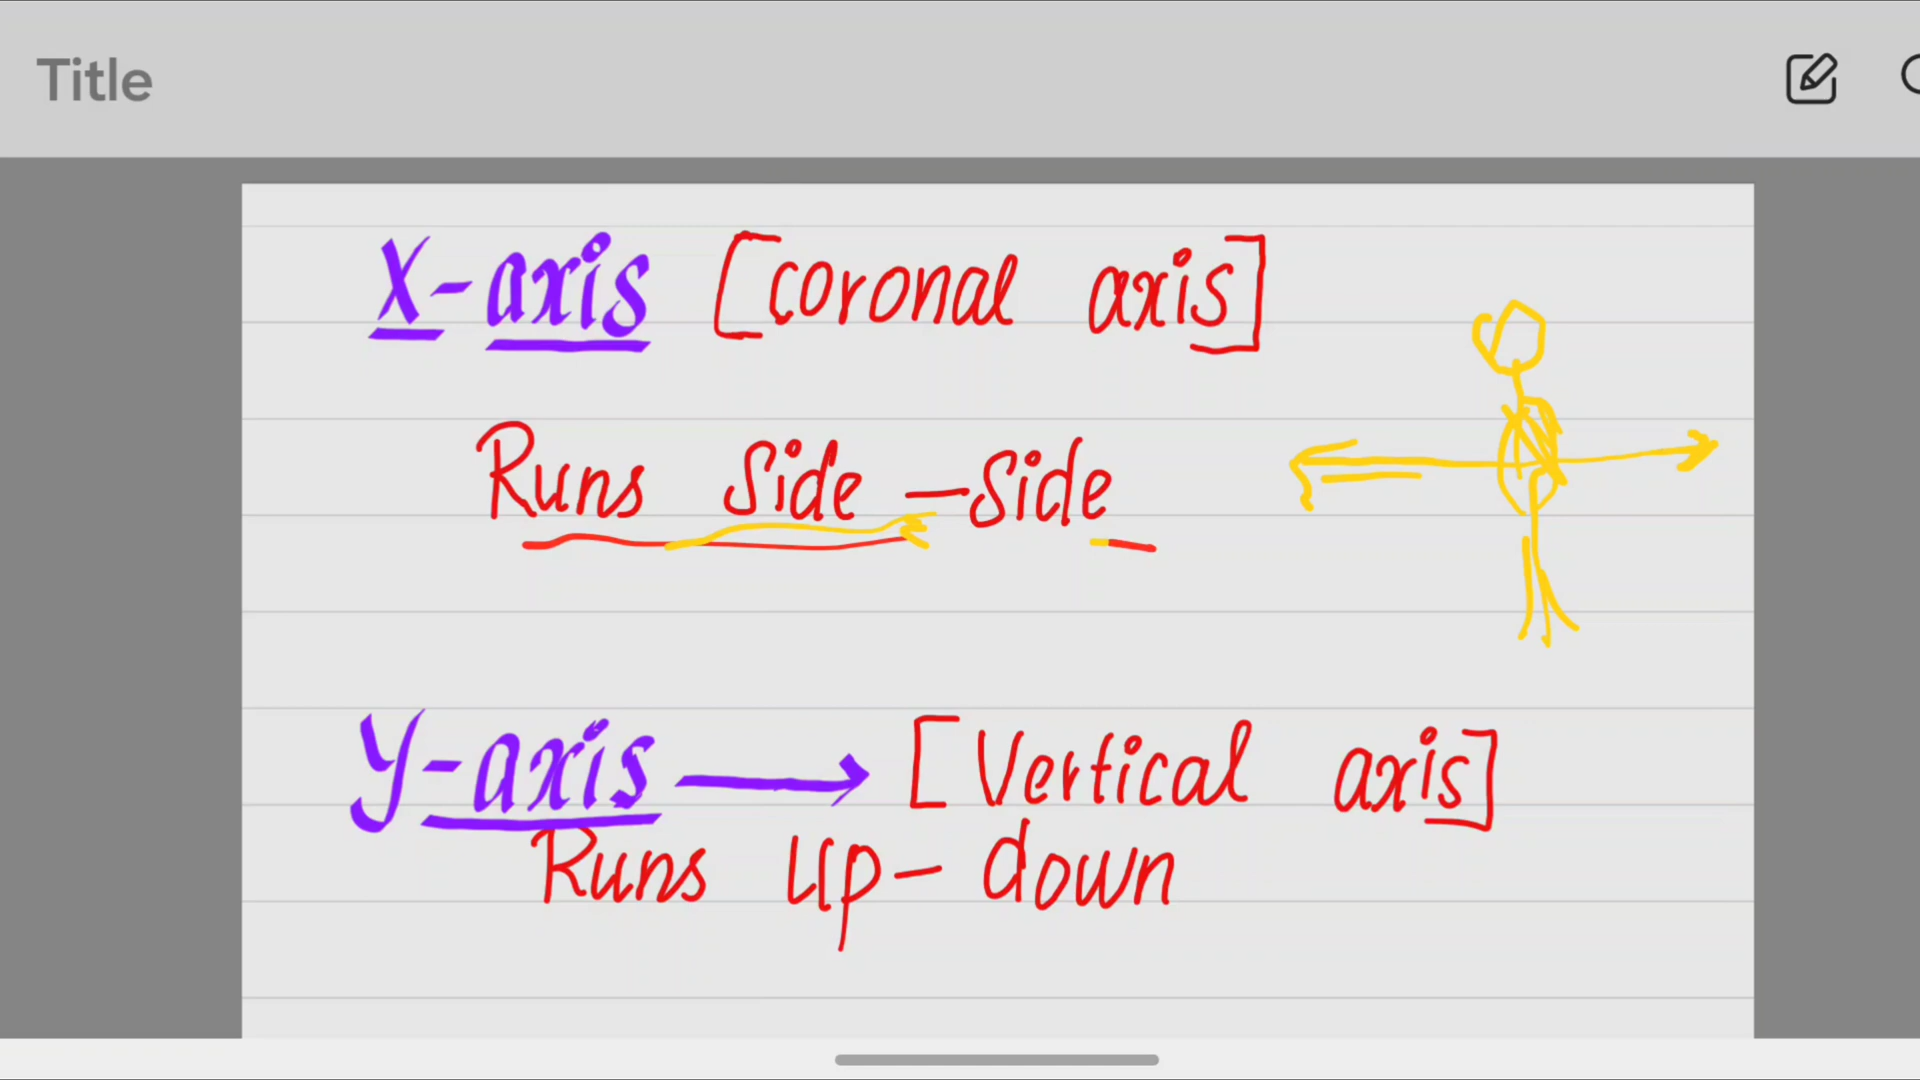 Title
X-axis [coronal axis]
Runs Side-Side
Y-axis → [Vertical axis]
Runs Up-down